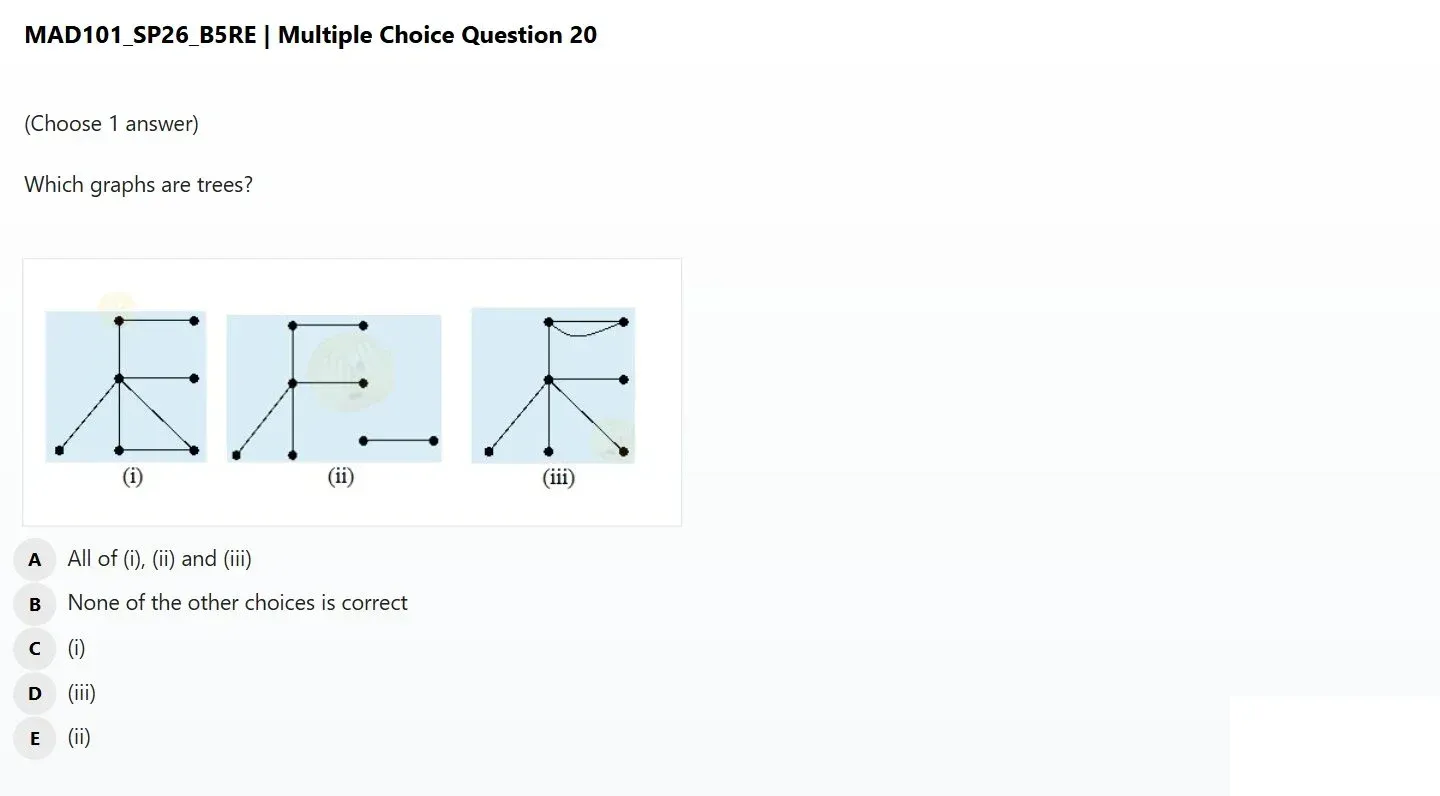 MAD101_SP26_B5RE | Multiple Choice Question 20
(Choose 1 answer)
Which graphs are trees?
(i) (ii) (iii)
A All of (i), (ii) and (iii)
B None of the other choices is correct
C (i)
D (iii)
E (ii)